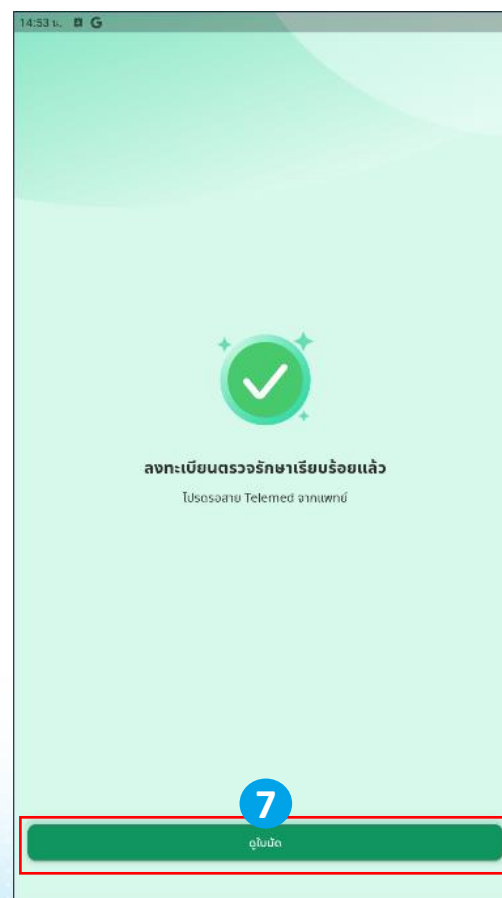 14:53 น. G
ลงทะเบียนตรวจรักษาเรียบร้อยแล้ว
โปรดรอสาย Telemed จากแพทย์
7
ดูใบนัด